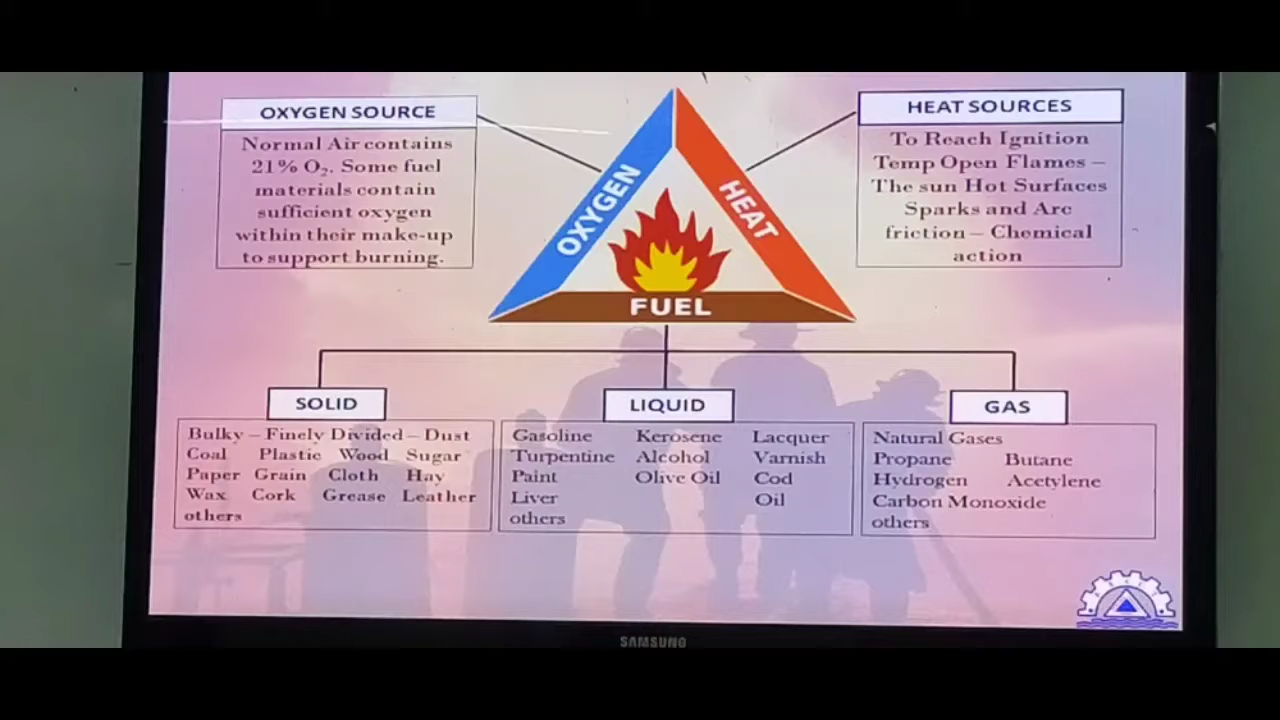 OXYGEN SOURCE
Normal Air contains
21% O₂. Some fuel
materials contain
sufficient oxygen
within their make-up
to support burning.
OXYGEN
HEAT
FUEL
HEAT SOURCES
To Reach Ignition
Temp Open Flames –
The sun Hot Surfaces
Sparks and Arc
friction – Chemical
action
SOLID
Bulky – Finely Divided – Dust
Coal Plastic Wood Sugar
Paper Grain Cloth Hay
Wax Cork Grease Leather
others
LIQUID
Gasoline Kerosene Lacquer
Turpentine Alcohol Varnish
Paint Olive Oil Cod
Liver Oil
others
GAS
Natural Gases
Propane Butane
Hydrogen Acetylene
Carbon Monoxide
others
SAMSUNG